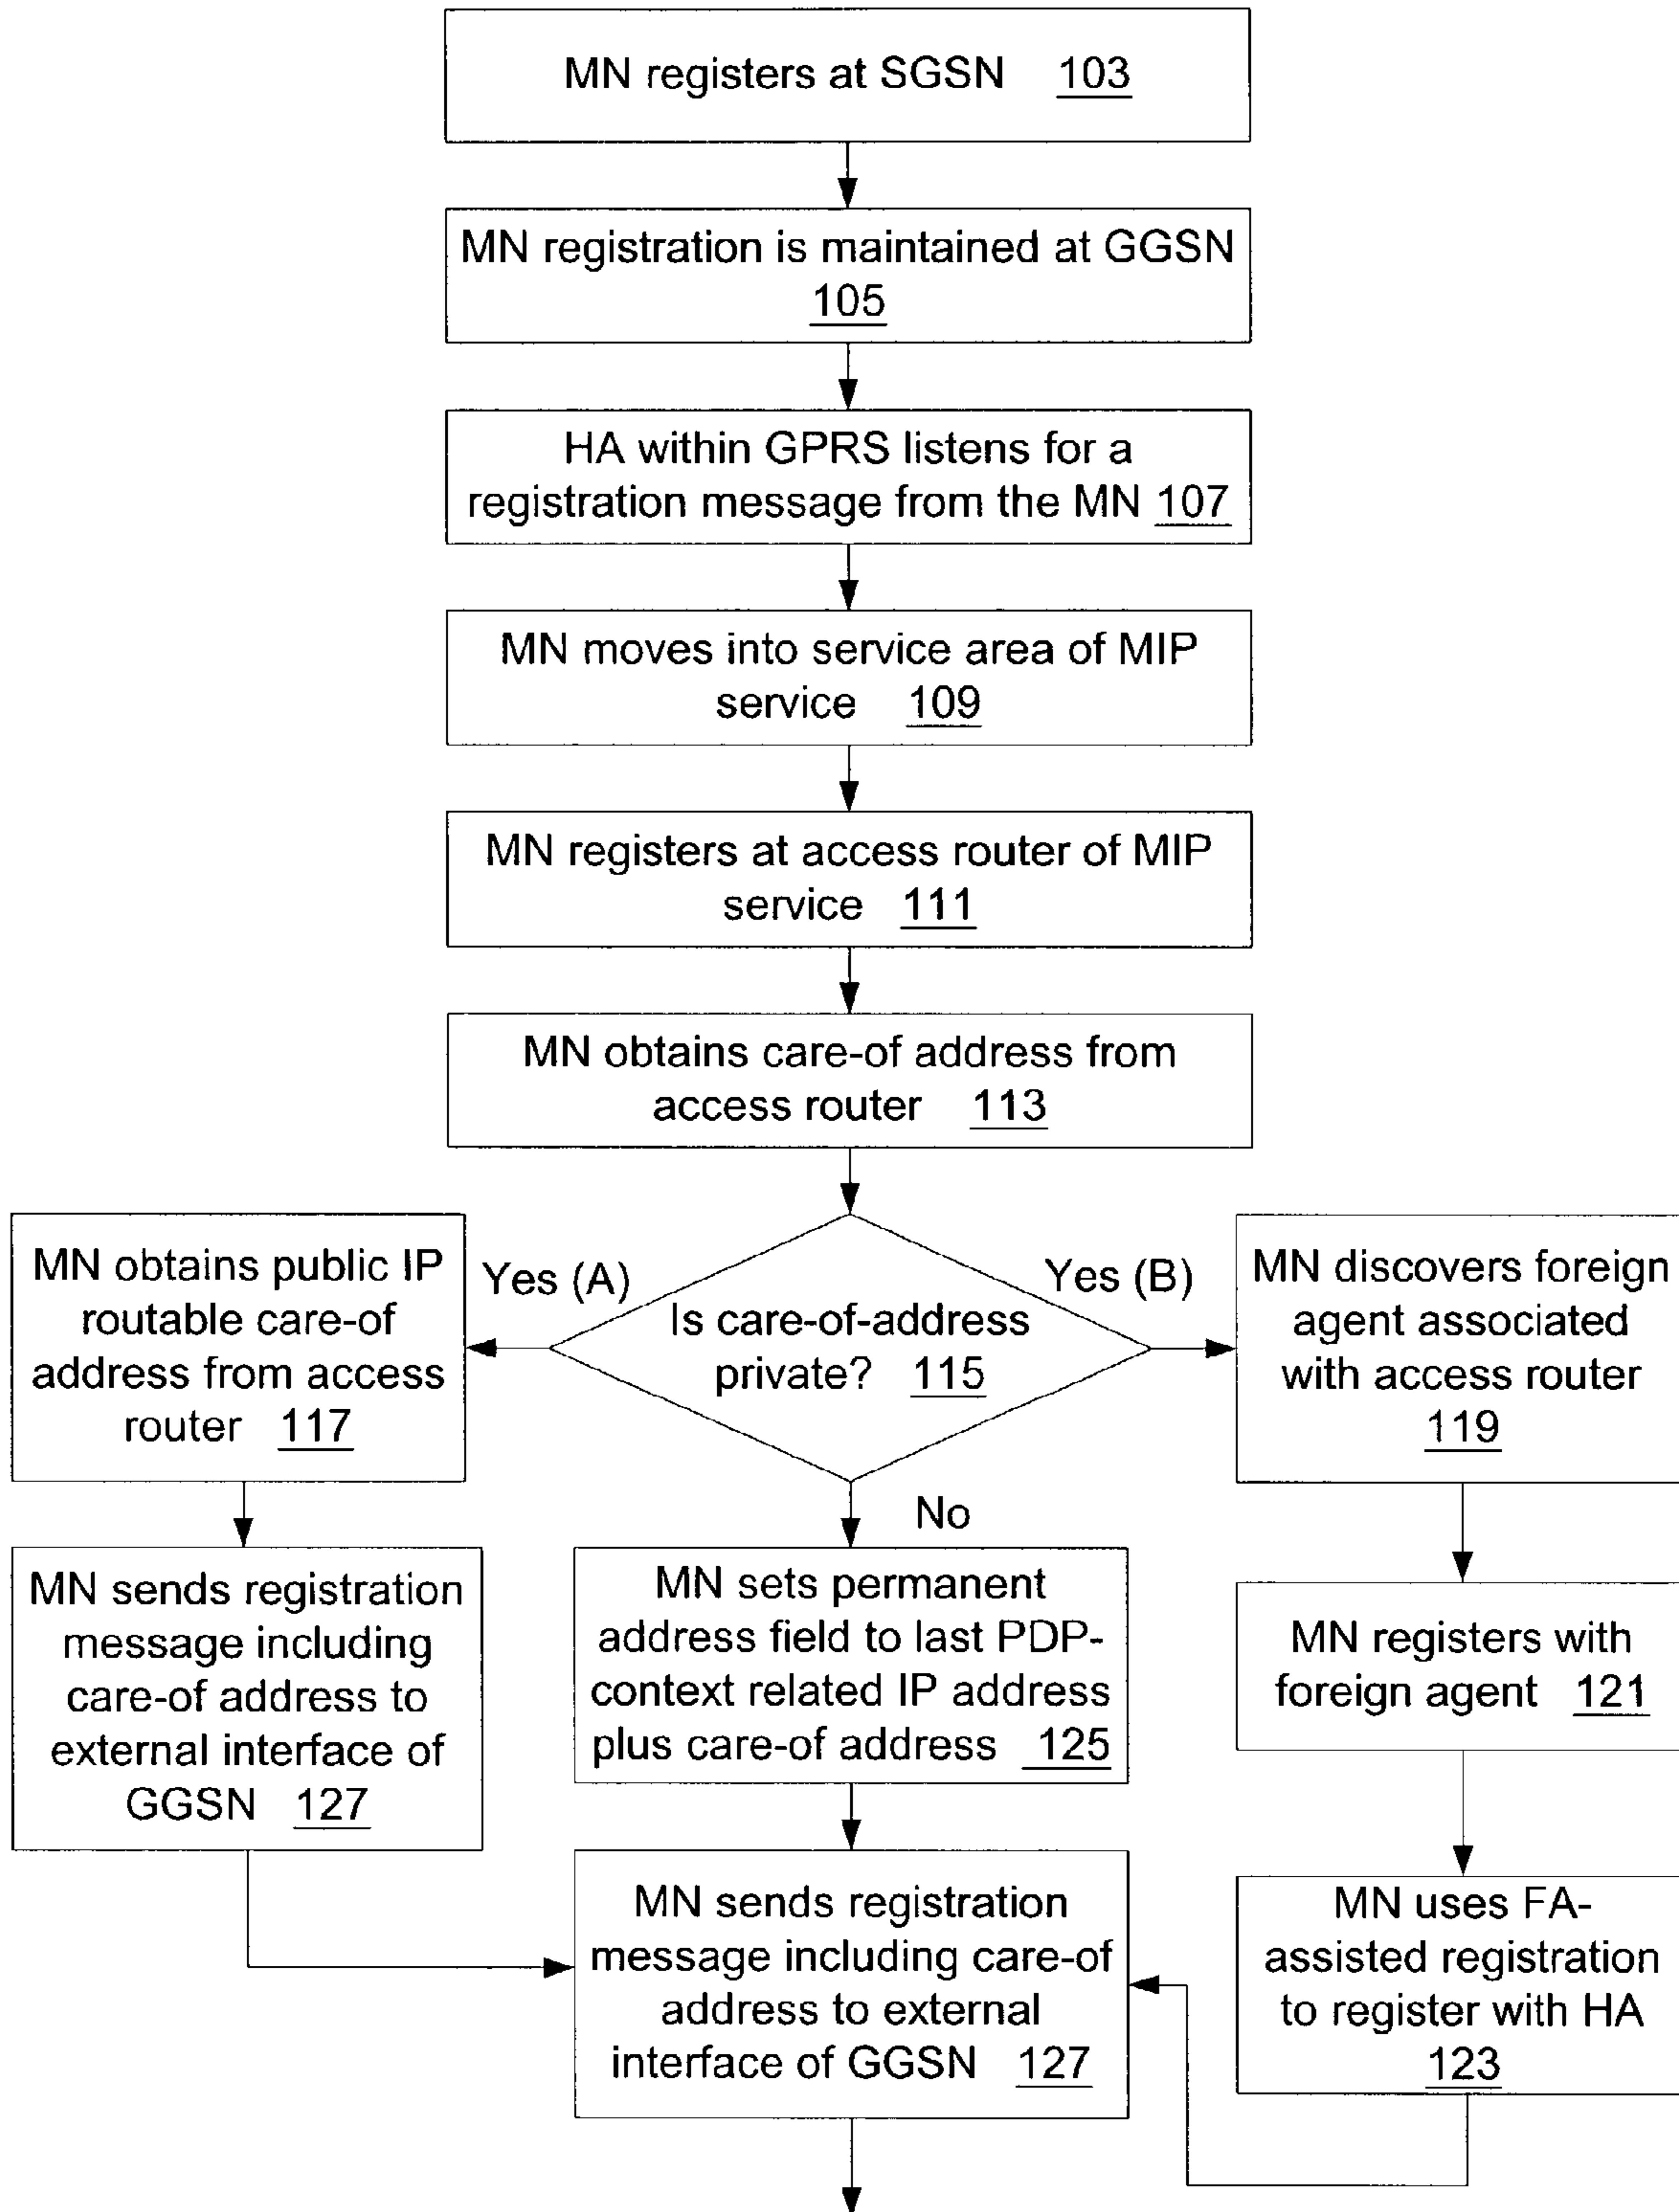 MN registers at SGSN 103
MN registration is maintained at GGSN
105
HA within GPRS listens for a
registration message from the MN 107
MN moves into service area of MIP
service 109
MN registers at access router of MIP
service 111
MN obtains care-of address from
access router 113
MN obtains public IP
routable care-of
address from access
router 117
Yes (A)
Is care-of-address
private? 115
Yes (B)
No
MN discovers foreign
agent associated
with access router
119
MN sends registration
message including
care-of address to
external interface of
GGSN 127
MN sets permanent
address field to last PDP-
context related IP address
plus care-of address 125
MN registers with
foreign agent 121
MN sends registration
message including care-of
address to external
interface of GGSN 127
MN uses FA-
assisted registration
to register with HA
123